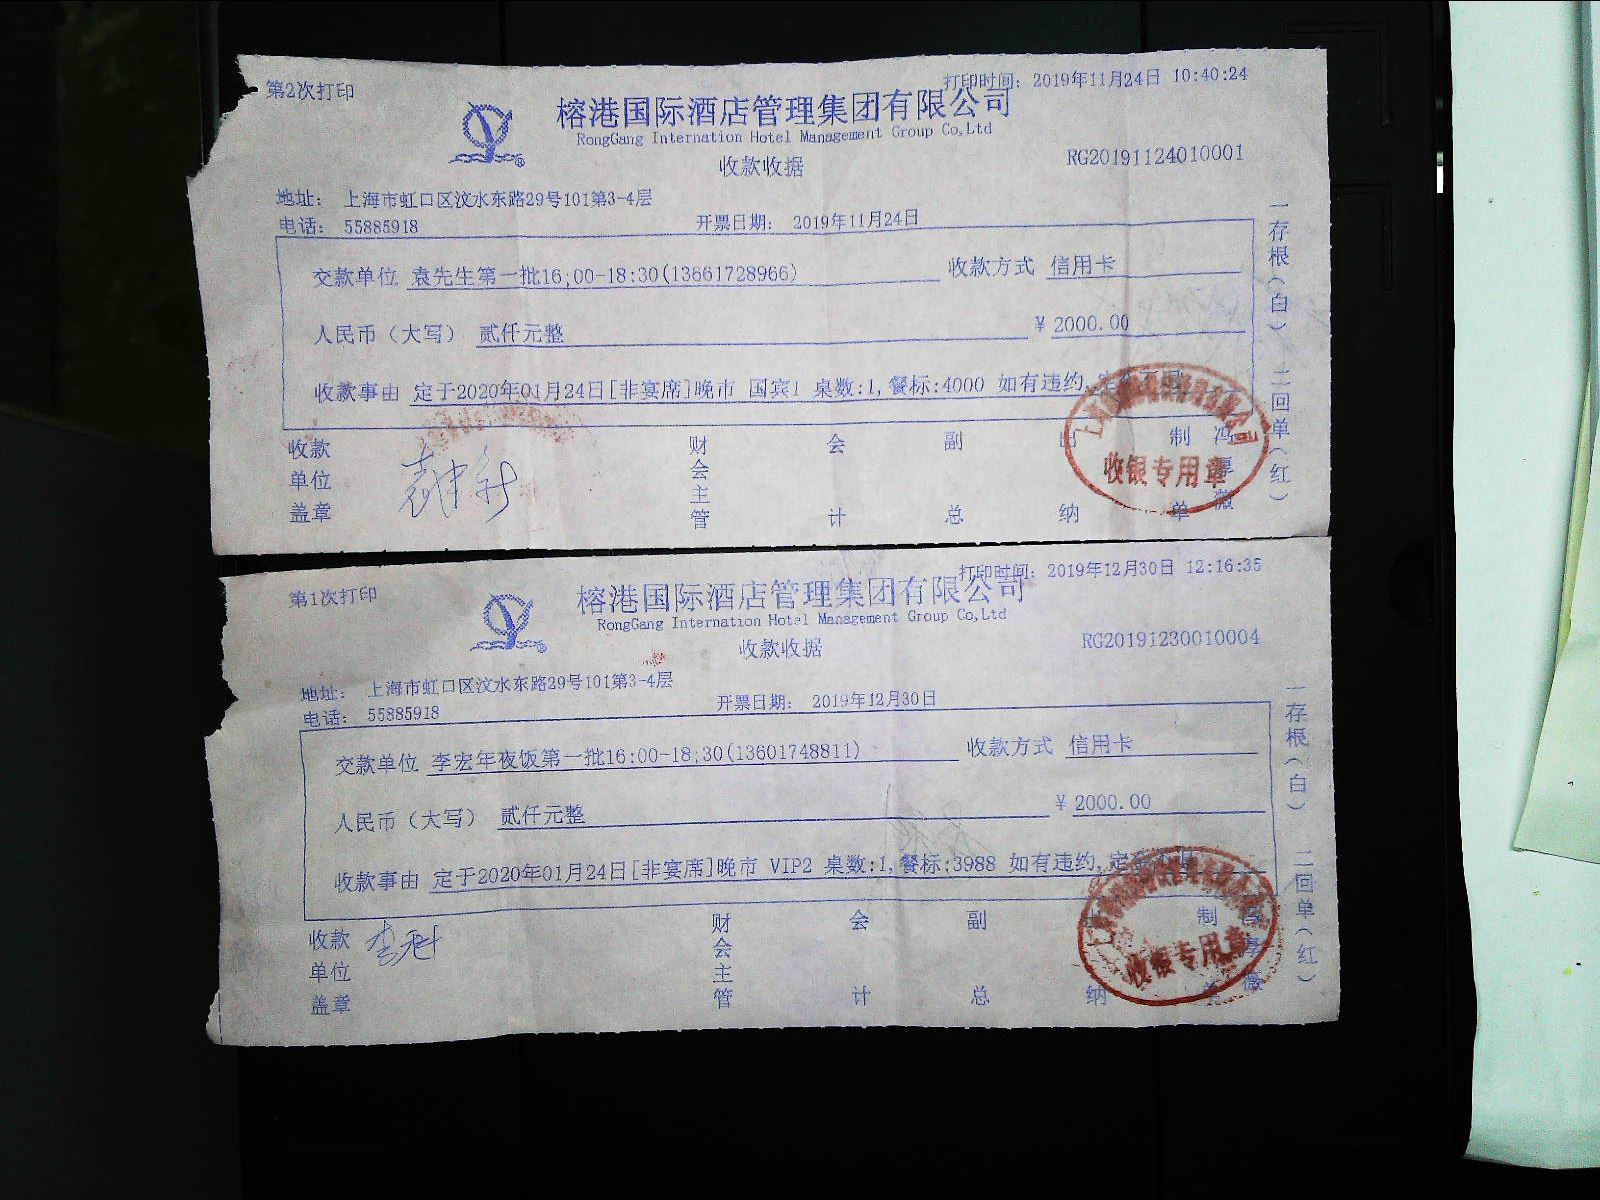 第2次打印
打印时间: 2019年11月24日 10:40:24
榕港国际酒店管理集团有限公司
RongGang Internation Hotel Management Group Co,Ltd
收款收据
RG20191124010001
地址: 上海市虹口区汶水东路29号101第3-4层
电话: 55885918
开票日期: 2019年11月24日
交款单位 袁先生第一批16;00-18:30(13661728966)
收款方式 信用卡
人民币(大写) 贰仟元整
¥ 2000.00
收款事由 定于2020年01月24日[非宴席]晚市 国宾1 桌数:1,餐标:4000 如有违约,
收款单位盖章
财会主管
会计
副总
出纳
制单
冯厚薇
收银专用章
一存根(白) 二回单(红)
第1次打印
打印时间: 2019年12月30日 12:16:35
榕港国际酒店管理集团有限公司
RongGang Internation Hotel Management Group Co,Ltd
收款收据
RG20191230010004
地址: 上海市虹口区汶水东路29号101第3-4层
电话: 55885918
开票日期: 2019年12月30日
交款单位 李宏年夜饭第一批16:00-18;30(13601748811)
收款方式 信用卡
人民币(大写) 贰仟元整
¥ 2000.00
收款事由 定于2020年01月24日[非宴席]晚市 VIP2 桌数:1,餐标:3988 如有违约,
收款单位盖章
财会主管
会计
副总
纳
制
收银专用章
一存根(白) 二回单(红)